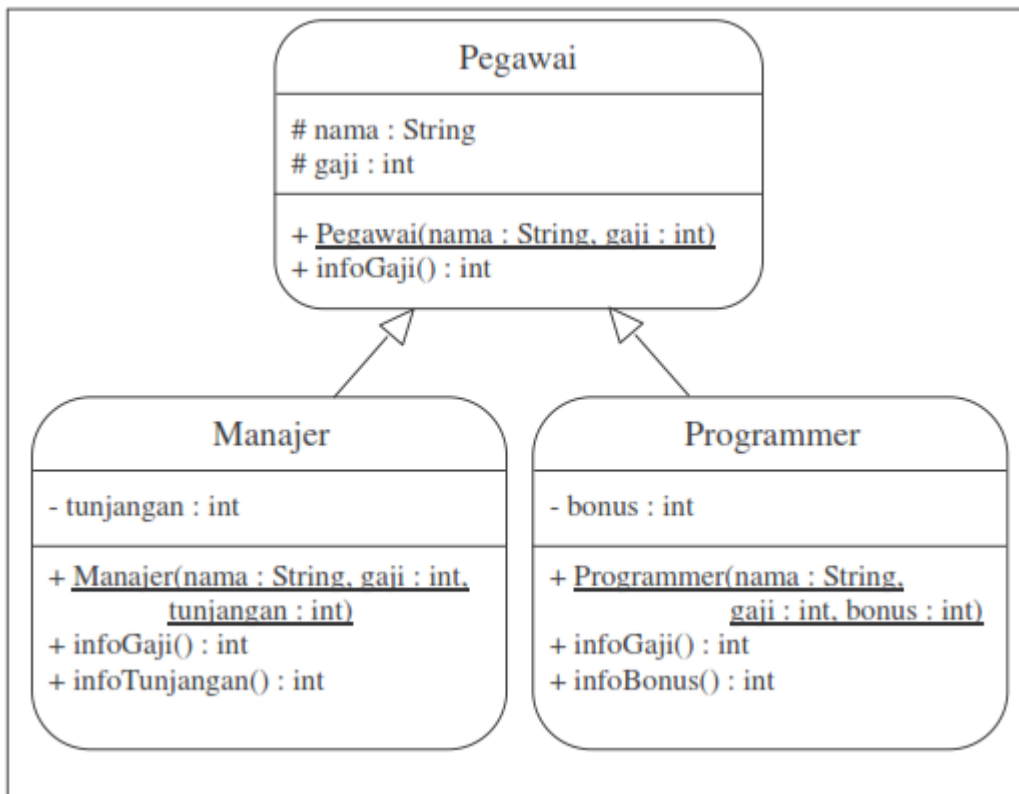 Pegawai
# nama : String
# gaji : int
+ Pegawai(nama : String, gaji : int)
+ infoGaji() : int
Manajer
- tunjangan : int
+ Manajer(nama : String, gaji : int,
tunjangan : int)
+ infoGaji() : int
+ infoTunjangan() : int
Programmer
- bonus : int
+ Programmer(nama : String,
gaji : int, bonus : int)
+ infoGaji() : int
+ infoBonus() : int